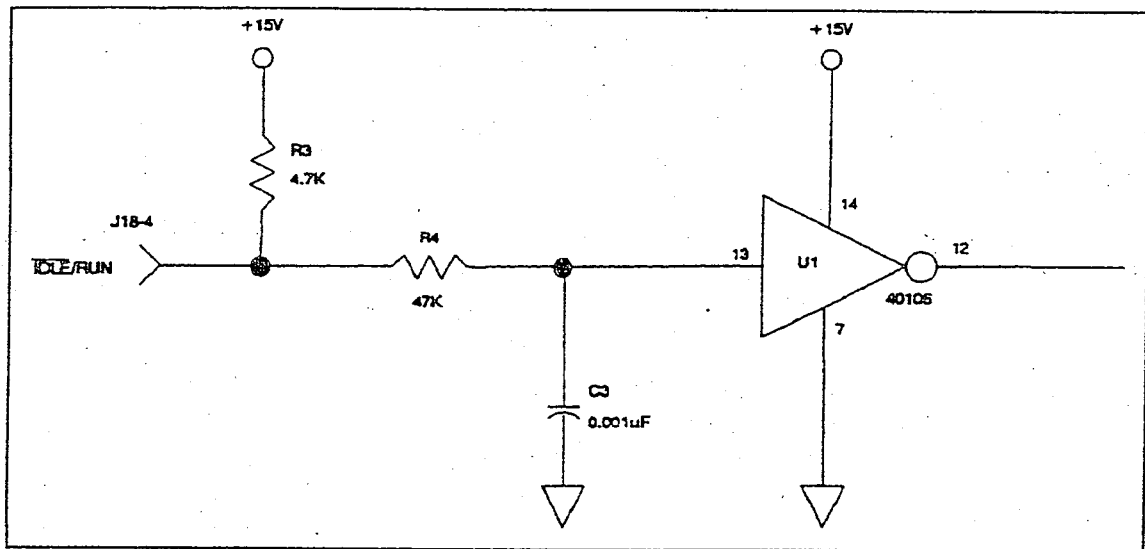 +15V
+15V
R3
4.7K
14
J18-4
R4
IDLE/RUN
13
U1
12
47K
40106
7
C3
0.001uF